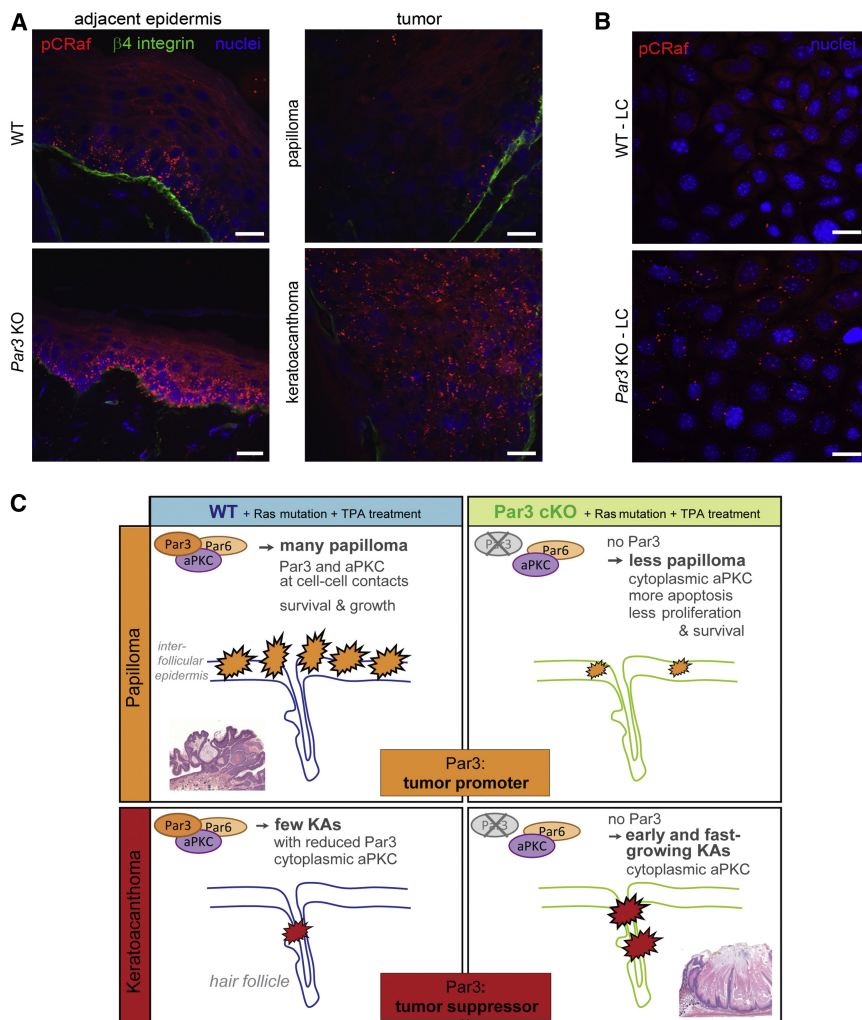 A
adjacent epidermis
tumor
pCRaf β4 integrin nuclei
WT
papilloma
Par3 KO
keratoacanthoma
B
pCRaf nuclei
WT - LC
Par3 KO - LC
C
WT + Ras mutation + TPA treatment
Par3 cKO + Ras mutation + TPA treatment
Papilloma
Par3
Par6
aPKC
→ many papilloma
Par3 and aPKC
at cell-cell contacts
survival & growth
inter-
follicular
epidermis
Par3
Par6
aPKC
no Par3
→ less papilloma
cytoplasmic aPKC
more apoptosis
less proliferation
& survival
Par3:
tumor promoter
Keratoacanthoma
Par3
Par6
aPKC
→ few KAs
with reduced Par3
cytoplasmic aPKC
hair follicle
Par3
Par6
aPKC
no Par3
→ early and fast-
growing KAs
cytoplasmic aPKC
Par3:
tumor suppressor